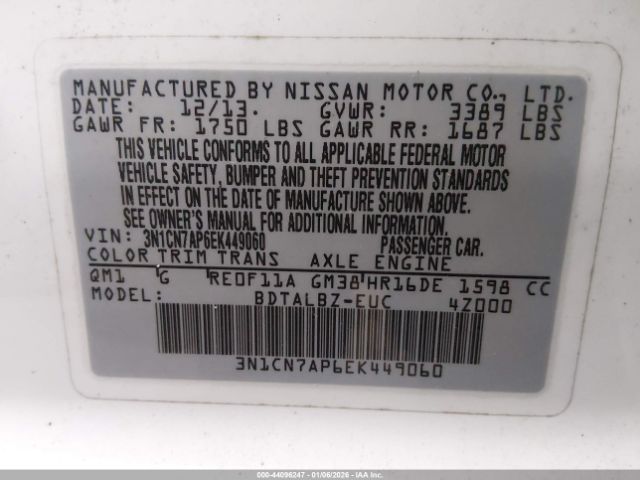 MANUFACTURED BY NISSAN MOTOR CO., LTD.
DATE: 12/13. GVWR: 3389 LBS
GAWR FR: 1750 LBS GAWR RR: 1687 LBS
THIS VEHICLE CONFORMS TO ALL APPLICABLE FEDERAL MOTOR
VEHICLE SAFETY, BUMPER AND THEFT PREVENTION STANDARDS
IN EFFECT ON THE DATE OF MANUFACTURE SHOWN ABOVE.
SEE OWNER'S MANUAL FOR ADDITIONAL INFORMATION.
VIN: 3N1CN7AP6EK449060 PASSENGER CAR.
COLOR TRIM TRANS AXLE ENGINE
QM1 G RE0F11A GM38 HR16DE 1598 CC
MODEL: BDTALBZ-EUC 4Z000
3N1CN7AP6EK449060
000-44096247 - 01/06/2026 - IAA Inc.